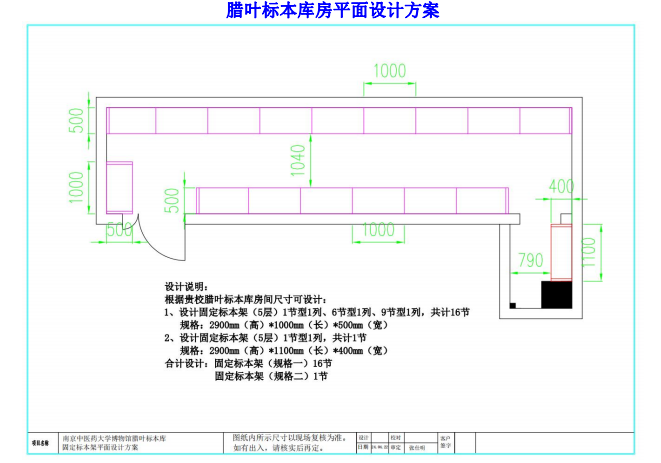 腊叶标本库房平面设计方案
1000
500
1040
1000
500
400
500
1000
790
1100
设计说明:
根据贵校腊叶标本库房间尺寸可设计:
1、设计固定标本架(5层)1节型1列、6节型1列、9节型1列,共计16节
规格:2900mm(高)*1000mm(长)*500mm(宽)
2、设计固定标本架(5层)1节型1列,共计1节
规格:2900mm(高)*1100mm(长)*400mm(宽)
合计设计:固定标本架(规格一)16节
固定标本架(规格二)1节
项目名称
南京中医药大学博物馆腊叶标本库
固定标本架平面设计方案
图纸内所示尺寸以现场复核为准。
如有出入。请核实后再定。
设计 校对
日期 审定
客户
签字